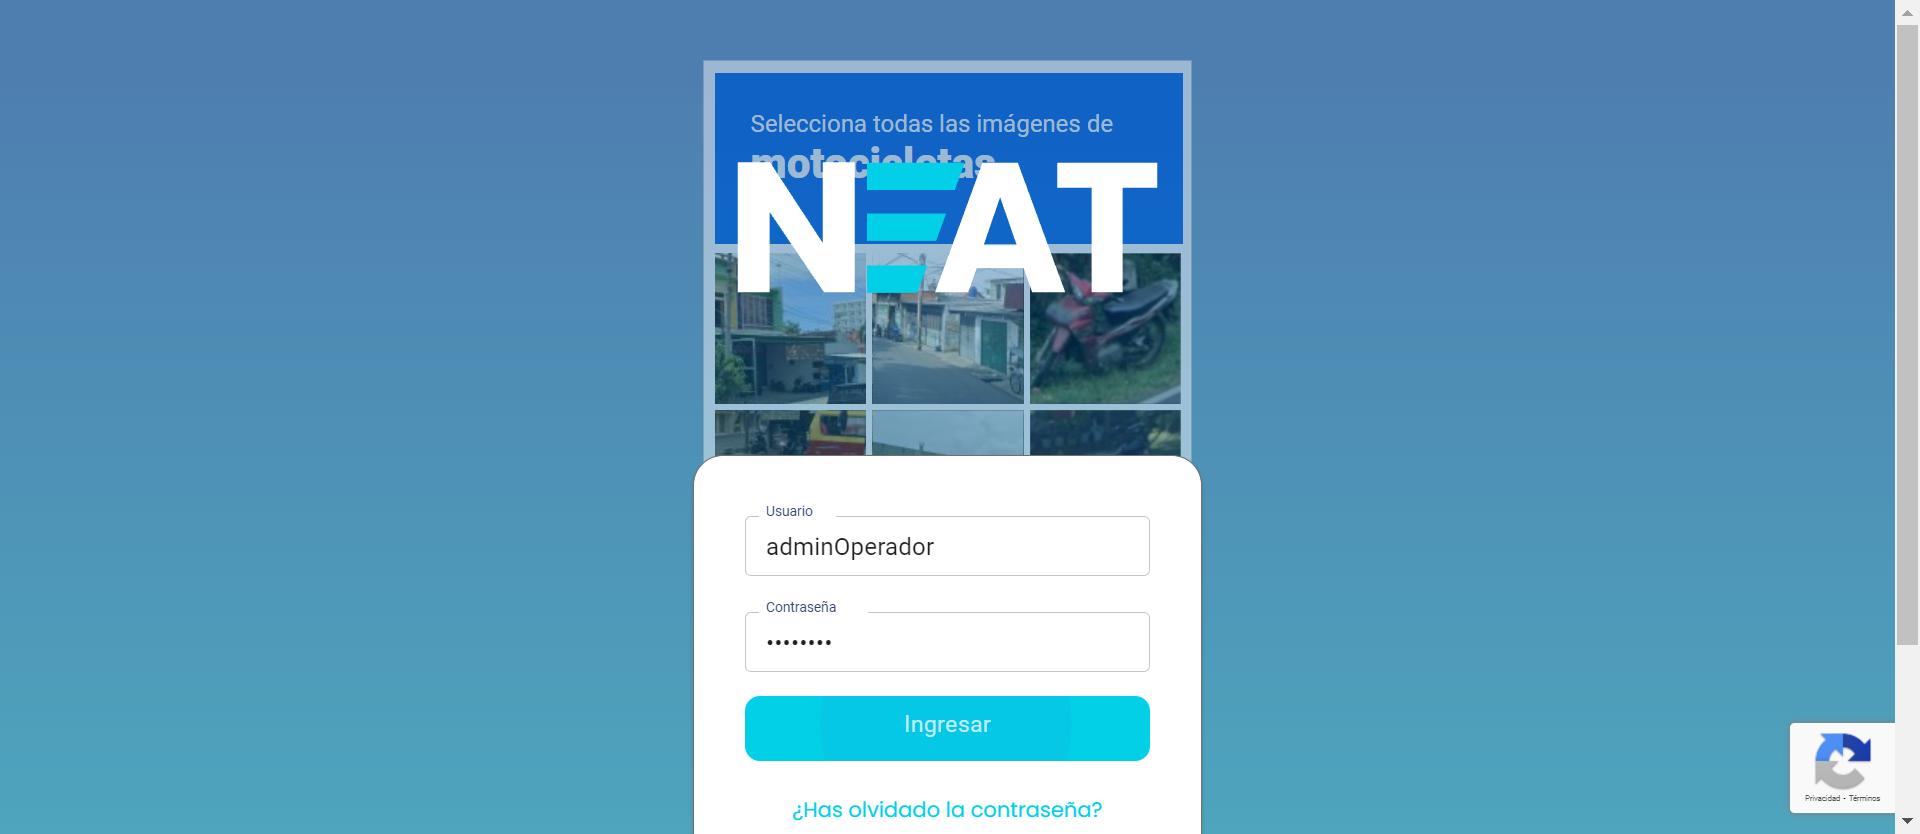 Selecciona todas las imágenes de
motocicletas
NEAT
Usuario
adminOperador
Contraseña
••••••••
Ingresar
¿Has olvidado la contraseña?
Privacidad - Términos